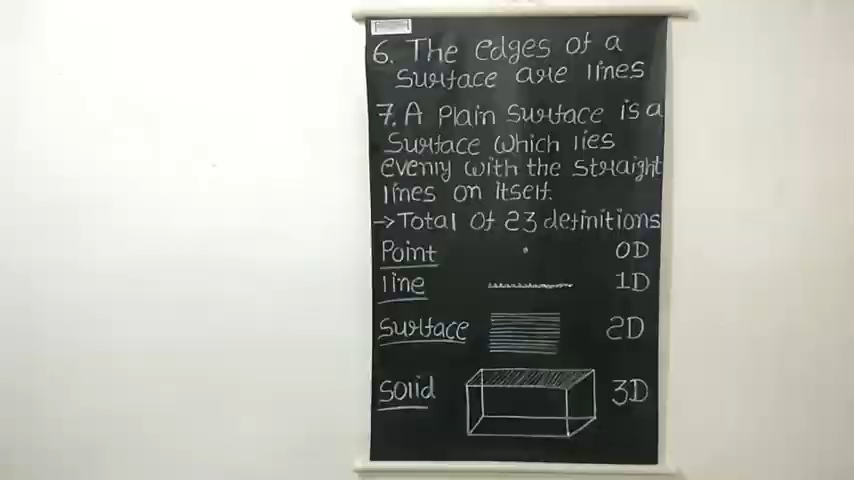 6. The edges of a
surface are lines
7. A Plain surface is a
surface which lies
evenly with the straight
lines on itself.
→ Total of 23 definitions
Point 0D
line 1D
surface 2D
solid 3D